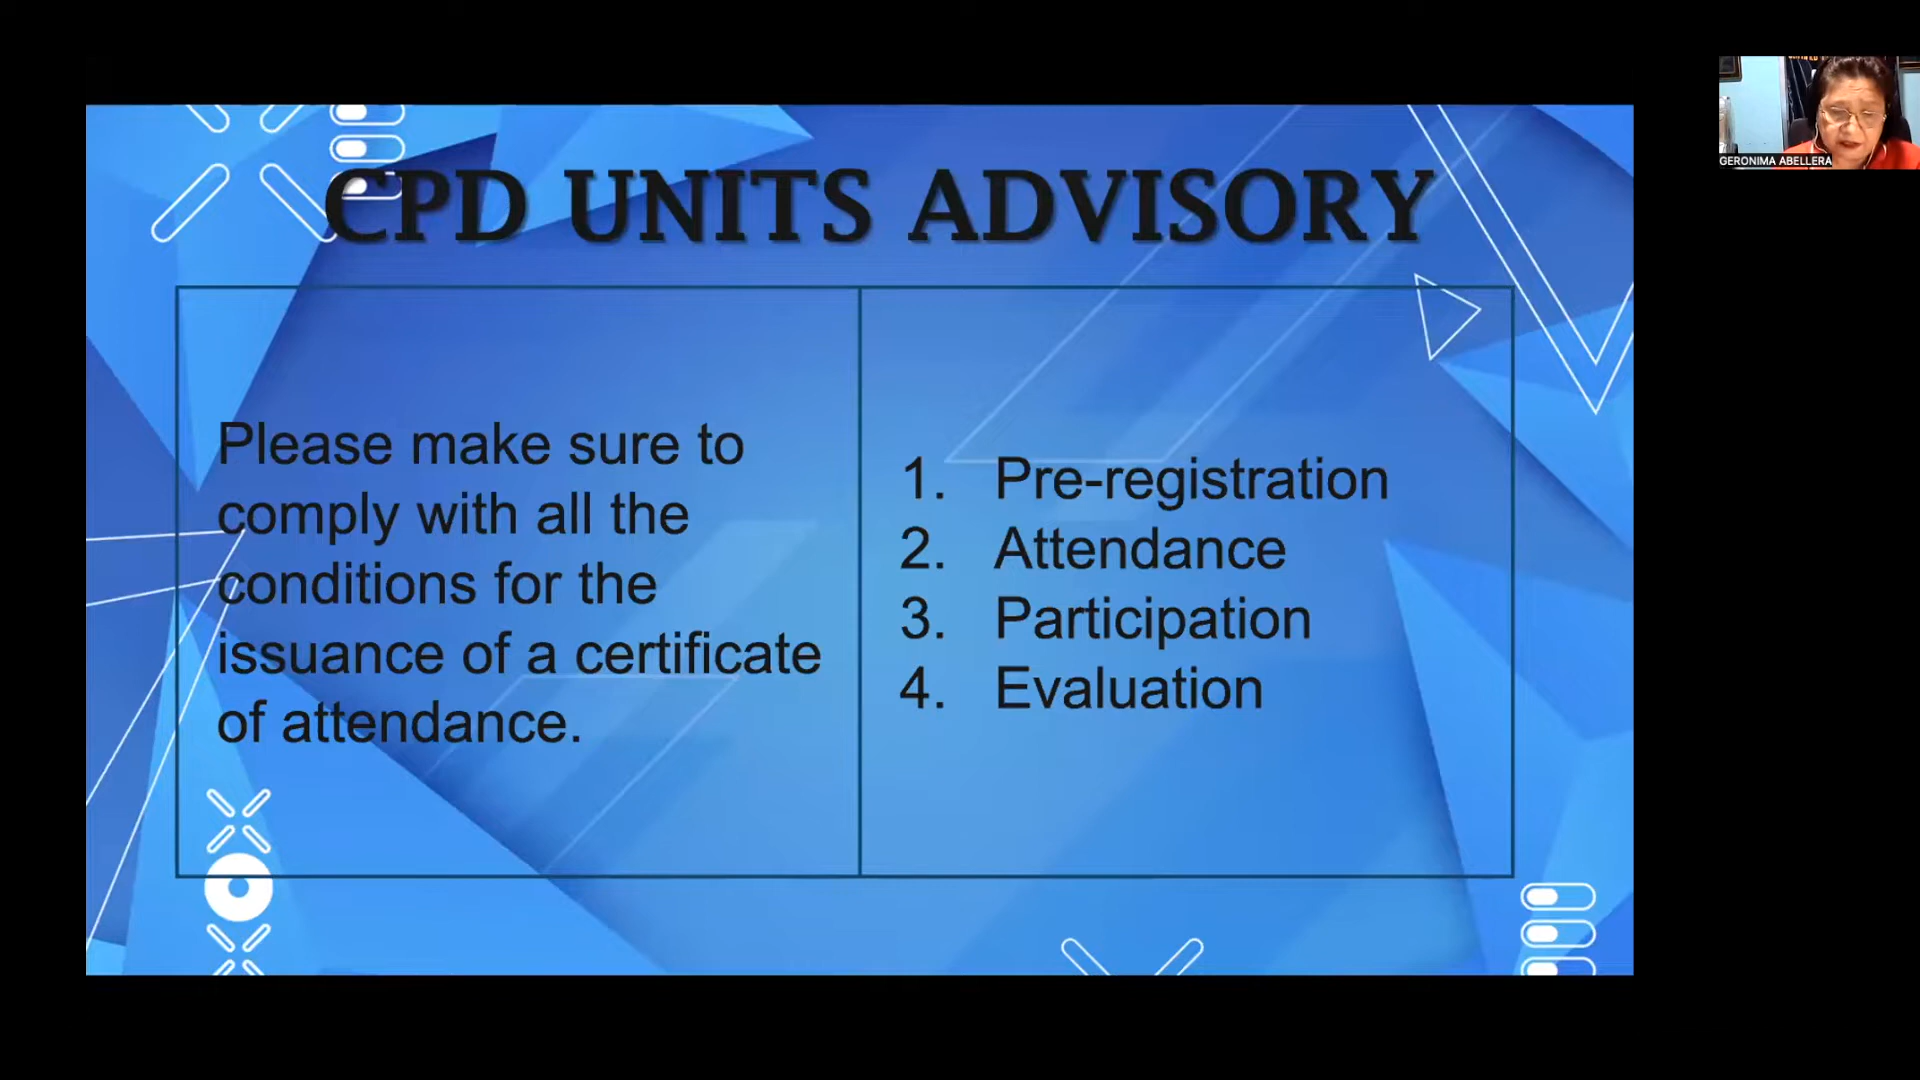 CPD UNITS ADVISORY
Please make sure to
comply with all the
conditions for the
issuance of a certificate
of attendance.
1. Pre-registration
2. Attendance
3. Participation
4. Evaluation
GERONIMA ABELLERA